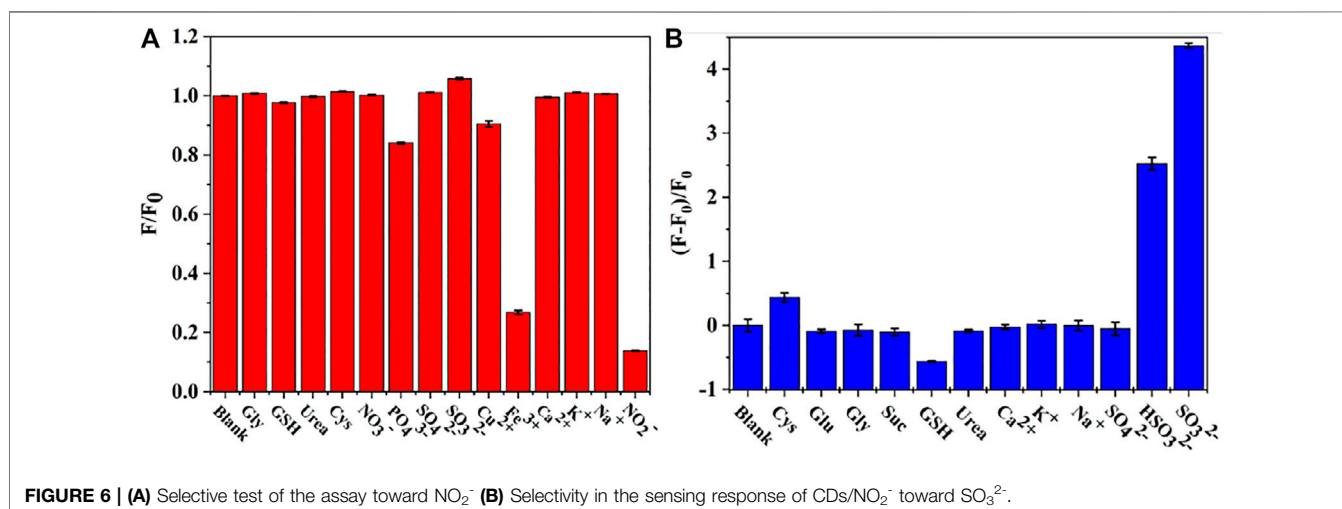 A
1.2
1.0
0.8
0.6
0.4
0.2
0.0
F/F₀
Blank
Gly
GSH
Urea
Cys
NO₃⁻
PO₄³⁻
SO₄²⁻
SO₃²⁻
Cu²⁺
Fe³⁺
Ca²⁺
K⁺
Na⁺
NO₂⁻
B
4
3
2
1
0
-1
(F-F₀)/F₀
Blank
Cys
Glu
Gly
Suc
GSH
Urea
Ca²⁺
K⁺
Na⁺
SO₄²⁻
HSO₃²⁻
SO₃²⁻
FIGURE 6 | (A) Selective test of the assay toward NO₂⁻ (B) Selectivity in the sensing response of CDs/NO₂⁻ toward SO₃²⁻.